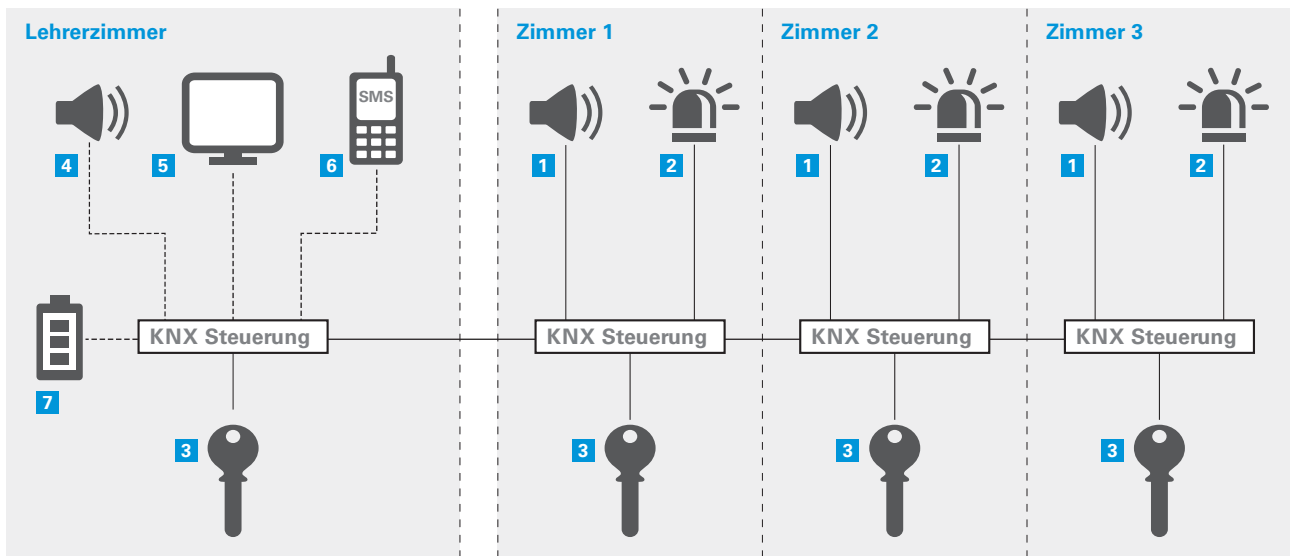 Lehrerzimmer
Zimmer 1
Zimmer 2
Zimmer 3
SMS
4
5
6
1
2
1
2
1
2
KNX Steuerung
KNX Steuerung
KNX Steuerung
KNX Steuerung
7
3
3
3
3